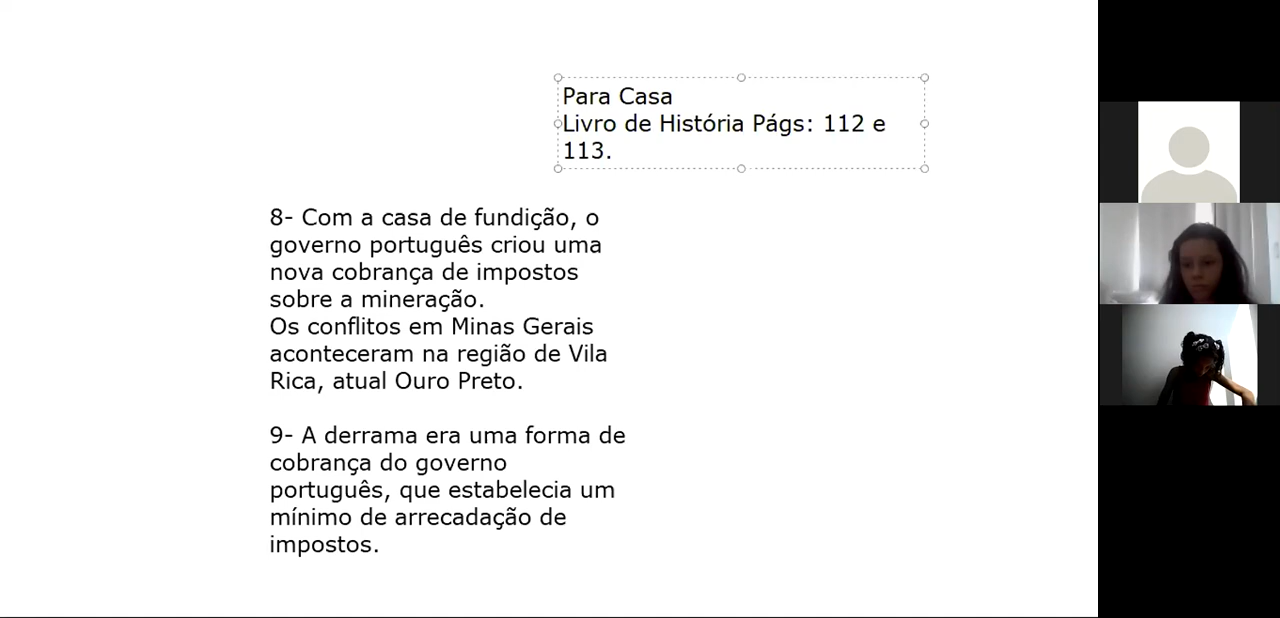 Para Casa
Livro de História Págs: 112 e
113.
8- Com a casa de fundição, o
governo português criou uma
nova cobrança de impostos
sobre a mineração.
Os conflitos em Minas Gerais
aconteceram na região de Vila
Rica, atual Ouro Preto.
9- A derrama era uma forma de
cobrança do governo
português, que estabelecia um
mínimo de arrecadação de
impostos.